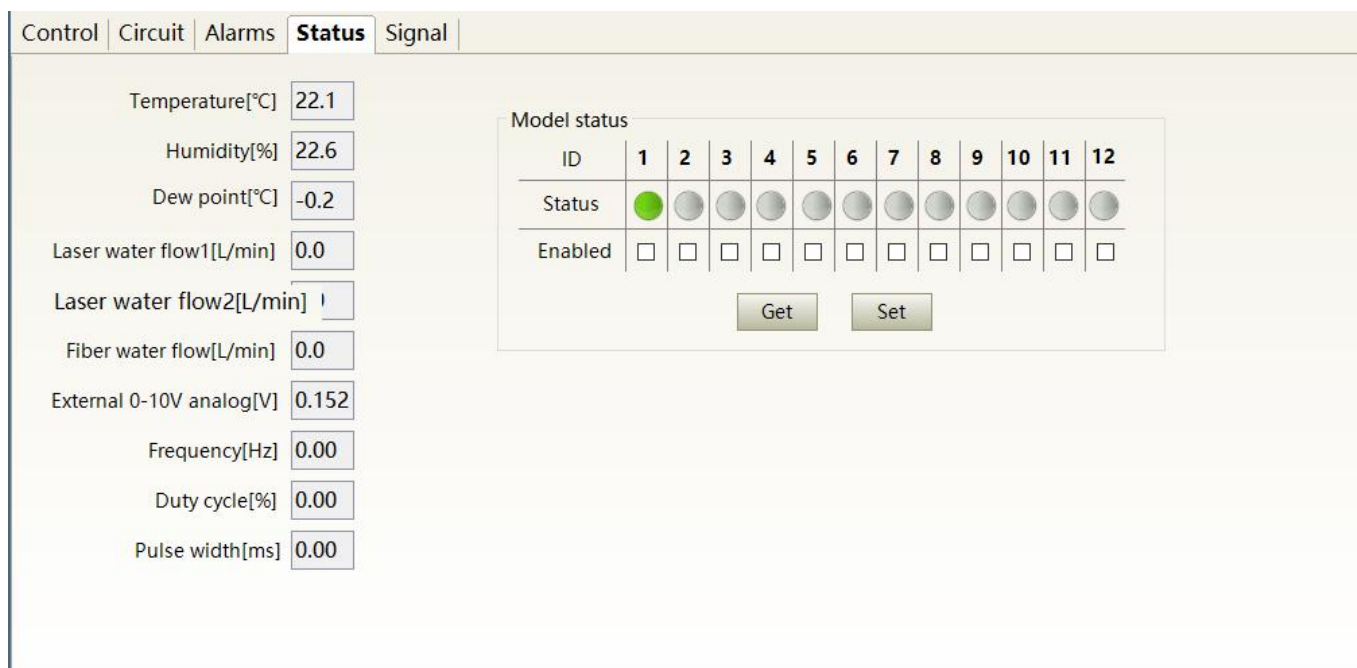 Control Circuit Alarms Status Signal
Temperature[°C] 22.1
Humidity[%] 22.6
Dew point[°C] -0.2
Laser water flow1[L/min] 0.0
Laser water flow2[L/min]
Fiber water flow[L/min] 0.0
External 0-10V analog[V] 0.152
Frequency[Hz] 0.00
Duty cycle[%] 0.00
Pulse width[ms] 0.00
Model status
ID 1 2 3 4 5 6 7 8 9 10 11 12
Status
Enabled
Get Set